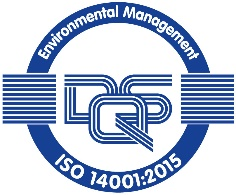 Environmental Management
DQS
ISO 14001:2015